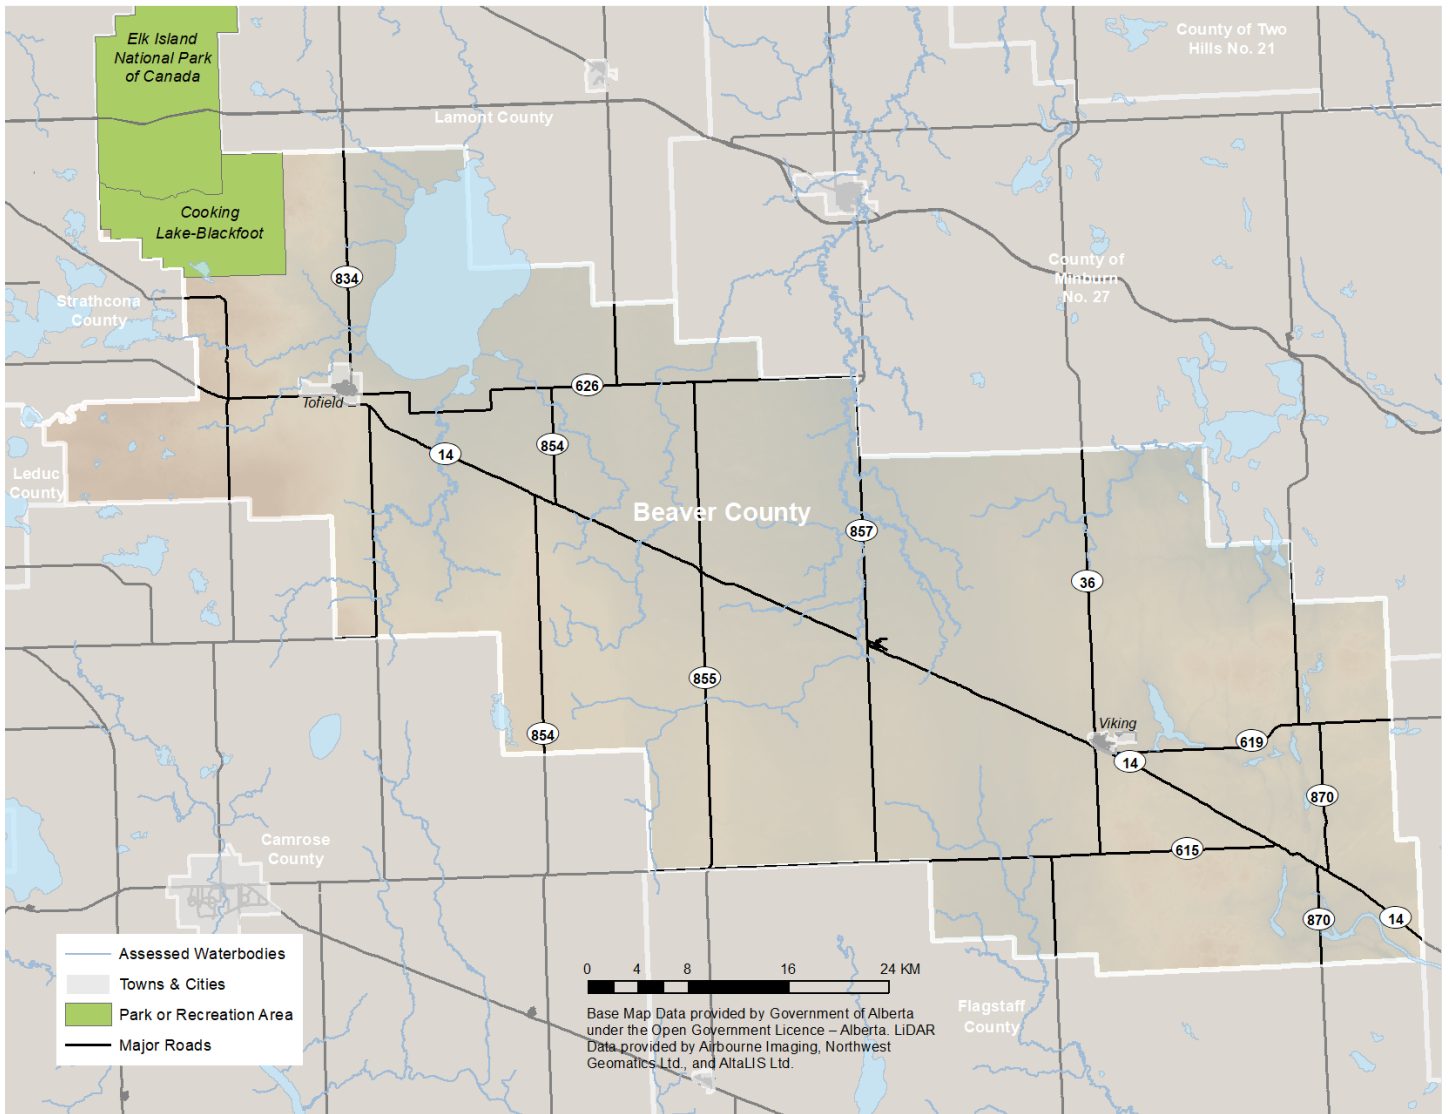 Elk Island
National Park
of Canada
County of Two
Hills No. 21
Lamont County
Cooking
Lake-Blackfoot
County of
Minburn
No. 27
834
Strathcona
County
626
Tofield
854
14
Leduc
County
Beaver County
857
36
855
Viking
854
619
14
870
Camrose
County
615
870
14
Assessed Waterbodies
Towns & Cities
Park or Recreation Area
Major Roads
0 4 8 16 24 KM
Base Map Data provided by Government of Alberta
under the Open Government Licence – Alberta. LiDAR
Data provided by Airbourne Imaging, Northwest
Geomatics Ltd., and AltaLIS Ltd.
Flagstaff
County